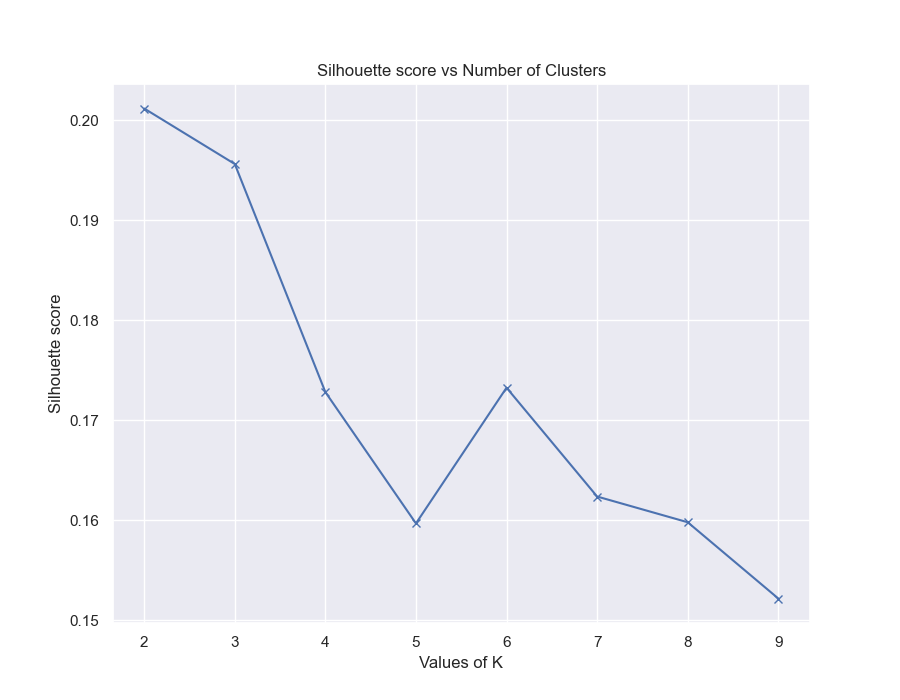 Silhouette score vs Number of Clusters
0.20
0.19
0.18
0.17
0.16
0.15
Silhouette score
2 3 4 5 6 7 8 9
Values of K